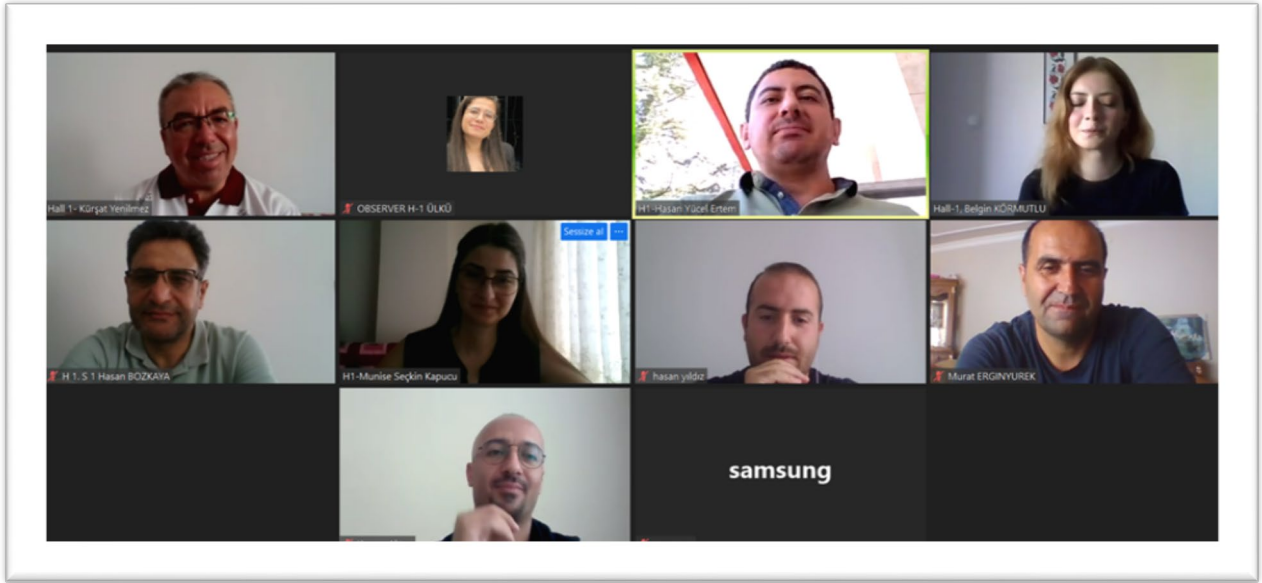 Hall 1- Kürşat Yenilmez
OBSERVER H-1 ÜLKÜ
H1-Hasan Yücel Ertem
Hall-1, Belgin KORMUTLU
Sessize al
H 1. S 1 Hasan BOZKAYA
H1-Munise Seçkin Kapucu
hasan yıldız
Murat ERGINYUREK
samsung